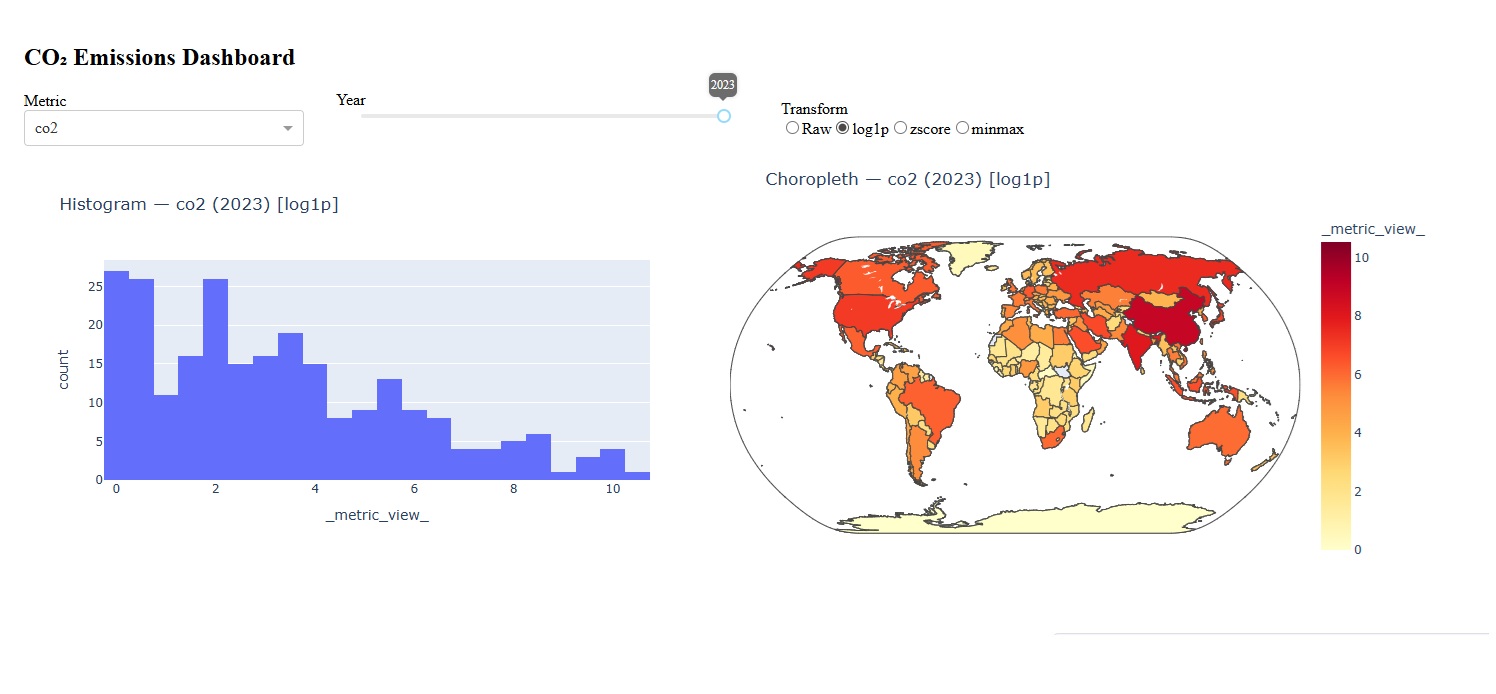 CO₂ Emissions Dashboard
Metric
co2
Year
2023
Transform
Raw log1p zscore minmax
Histogram — co2 (2023) [log1p]
count
25
20
15
10
5
0
0 2 4 6 8 10
_metric_view_
Choropleth — co2 (2023) [log1p]
_metric_view_
10
8
6
4
2
0